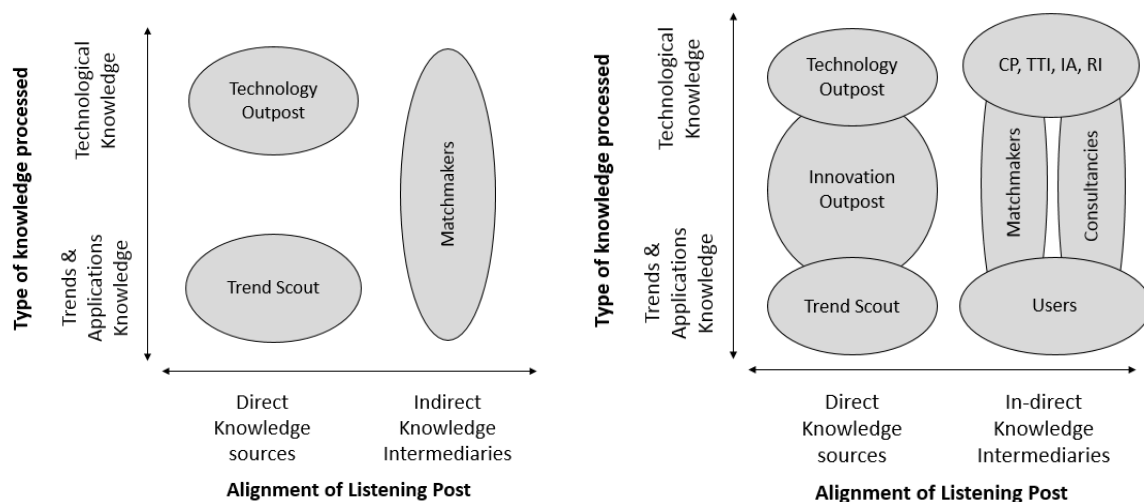 Type of knowledge processed
Technological
Knowledge
Trends &
Applications
Knowledge
Technology
Outpost
Trend Scout
Matchmakers
Direct
Knowledge
sources
Indirect
Knowledge
Intermediaries
Alignment of Listening Post
Type of knowledge processed
Technological
Knowledge
Trends &
Applications
Knowledge
Technology
Outpost
Innovation
Outpost
Trend Scout
CP, TTI, IA, RI
Matchmakers
Consultancies
Users
Direct
Knowledge
sources
In-direct
Knowledge
Intermediaries
Alignment of Listening Post